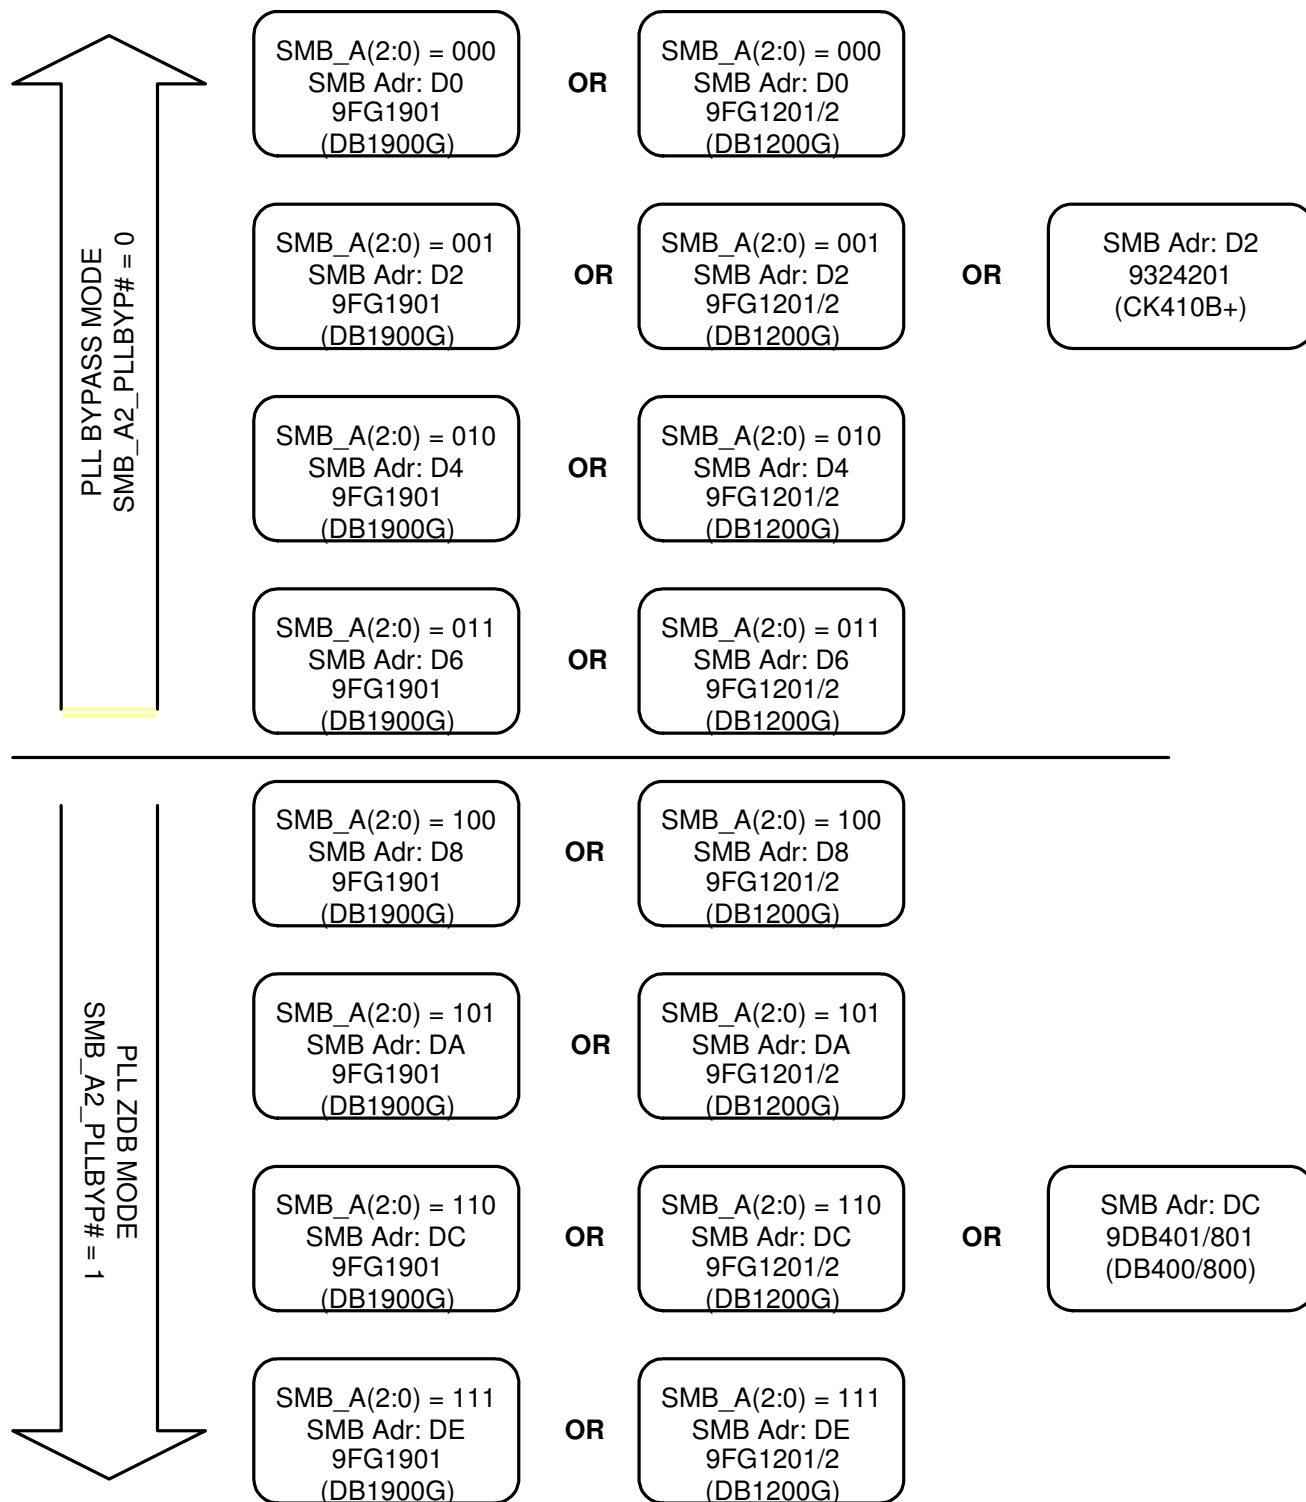 PLL BYPASS MODE
SMB_A2_PLLBYP# = 0
SMB_A(2:0) = 000
SMB Adr: D0
9FG1901
(DB1900G)
OR
SMB_A(2:0) = 000
SMB Adr: D0
9FG1201/2
(DB1200G)
SMB_A(2:0) = 001
SMB Adr: D2
9FG1901
(DB1900G)
OR
SMB_A(2:0) = 001
SMB Adr: D2
9FG1201/2
(DB1200G)
OR
SMB Adr: D2
9324201
(CK410B+)
SMB_A(2:0) = 010
SMB Adr: D4
9FG1901
(DB1900G)
OR
SMB_A(2:0) = 010
SMB Adr: D4
9FG1201/2
(DB1200G)
SMB_A(2:0) = 011
SMB Adr: D6
9FG1901
(DB1900G)
OR
SMB_A(2:0) = 011
SMB Adr: D6
9FG1201/2
(DB1200G)
PLL ZDB MODE
SMB_A2_PLLBYP# = 1
SMB_A(2:0) = 100
SMB Adr: D8
9FG1901
(DB1900G)
OR
SMB_A(2:0) = 100
SMB Adr: D8
9FG1201/2
(DB1200G)
SMB_A(2:0) = 101
SMB Adr: DA
9FG1901
(DB1900G)
OR
SMB_A(2:0) = 101
SMB Adr: DA
9FG1201/2
(DB1200G)
SMB_A(2:0) = 110
SMB Adr: DC
9FG1901
(DB1900G)
OR
SMB_A(2:0) = 110
SMB Adr: DC
9FG1201/2
(DB1200G)
OR
SMB Adr: DC
9DB401/801
(DB400/800)
SMB_A(2:0) = 111
SMB Adr: DE
9FG1901
(DB1900G)
OR
SMB_A(2:0) = 111
SMB Adr: DE
9FG1201/2
(DB1200G)